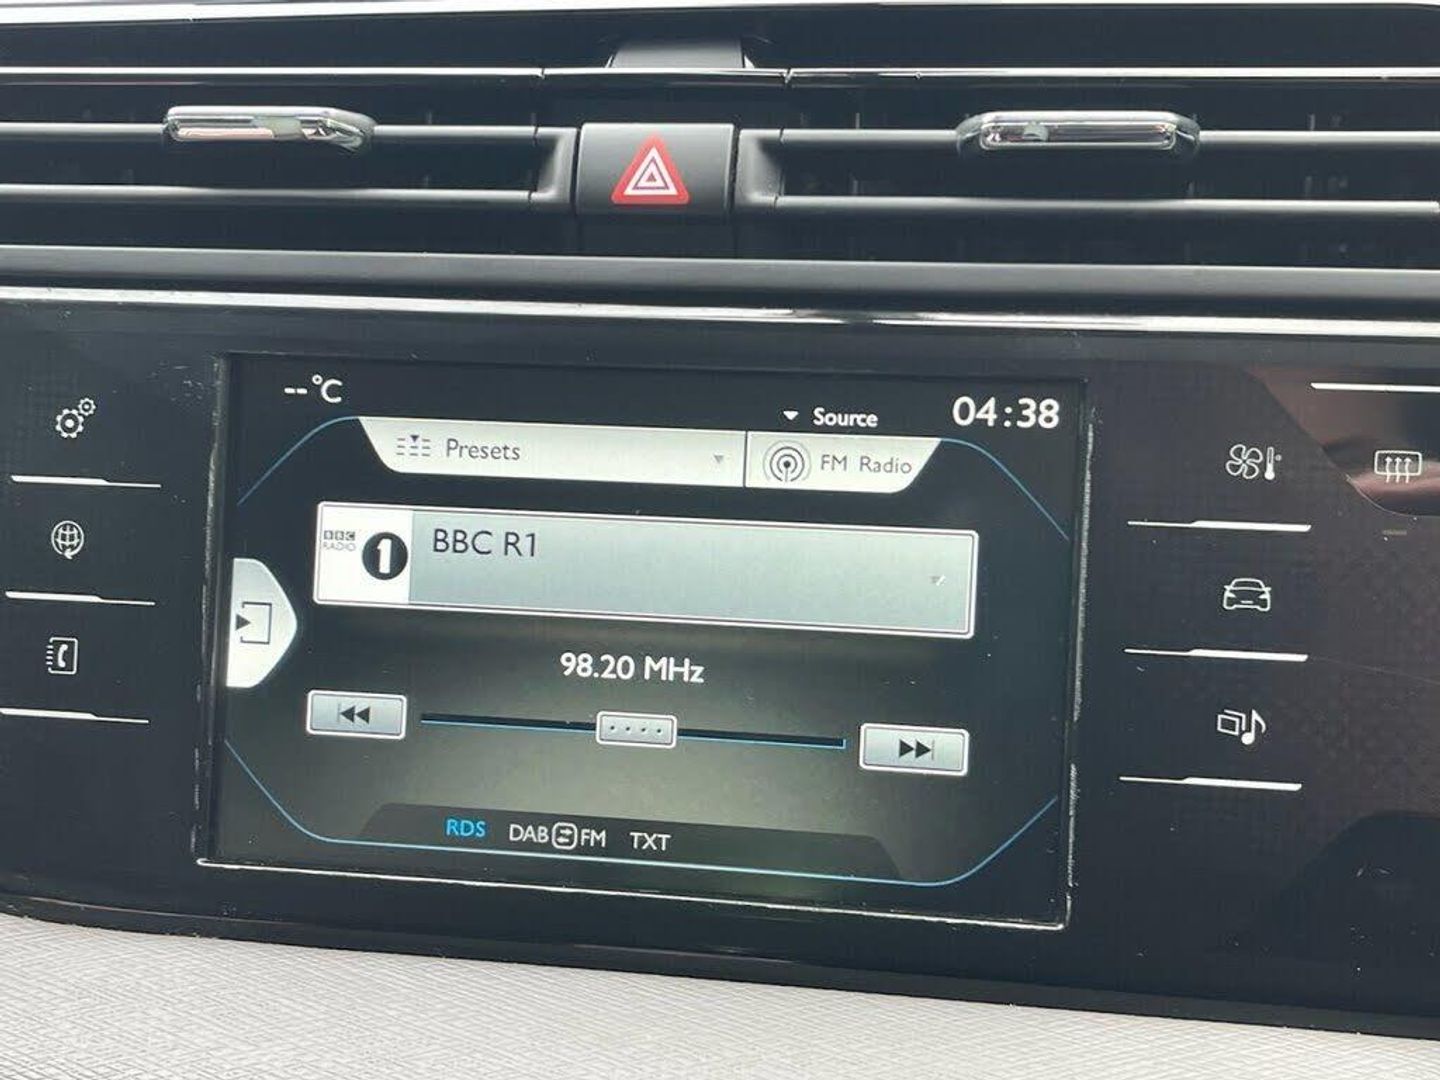 --°C
Source
04:38
Presets
FM Radio
BBC
RADIO
1
BBC R1
98.20 MHz
RDS
DAB FM
TXT